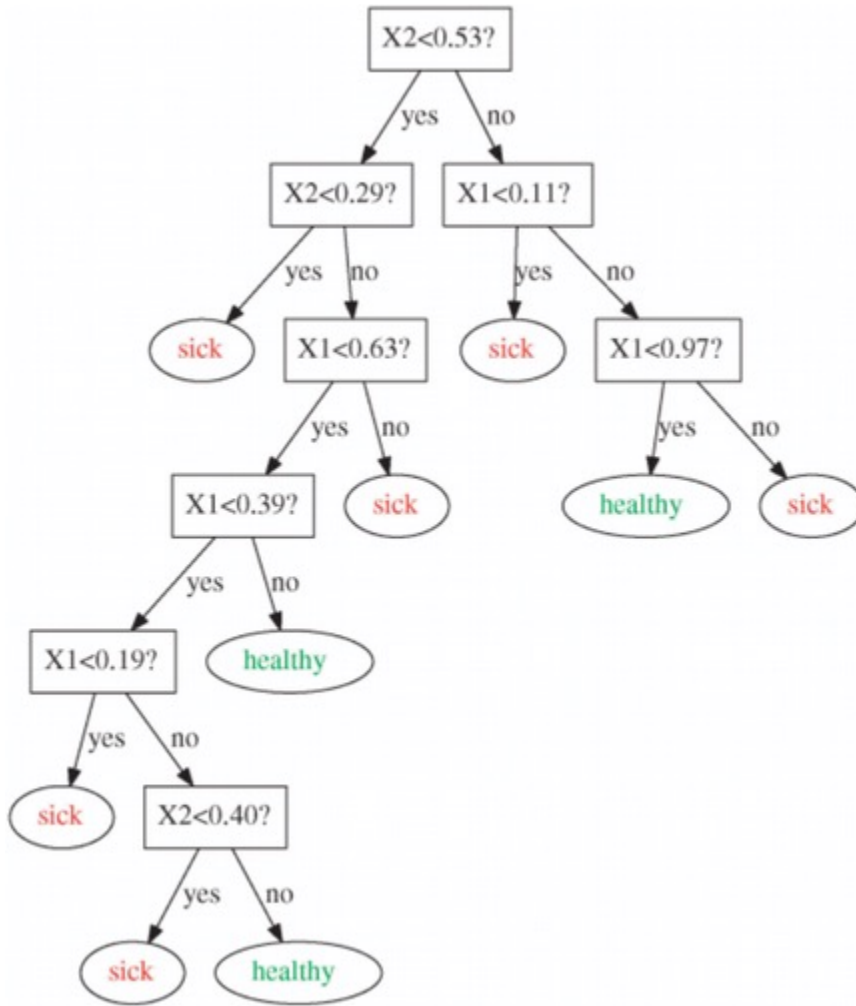 X2<0.53?
yes
no
X2<0.29?
X1<0.11?
yes
no
yes
no
sick
X1<0.63?
sick
X1<0.97?
yes
no
yes
no
X1<0.39?
sick
healthy
sick
yes
no
X1<0.19?
healthy
yes
no
sick
X2<0.40?
yes
no
sick
healthy